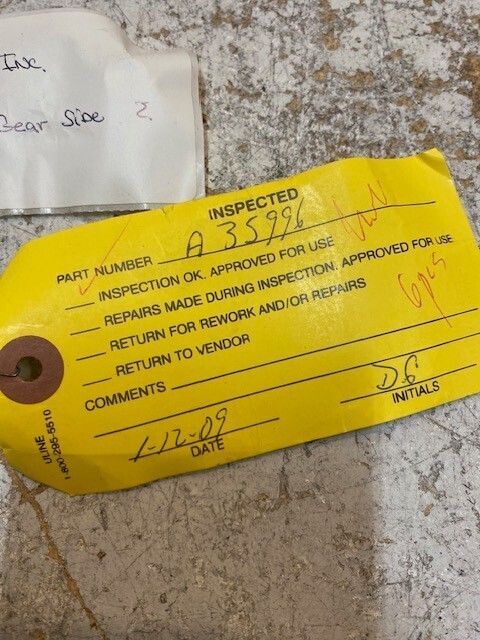 Inc.
Gear Side
INSPECTED
PART NUMBER A 35996
INSPECTION OK. APPROVED FOR USE
REPAIRS MADE DURING INSPECTION. APPROVED FOR USE
RETURN FOR REWORK AND/OR REPAIRS
6pcs
RETURN TO VENDOR
COMMENTS
D.G
INITIALS
1-12-09
DATE
ULINE
1-800-295-5510